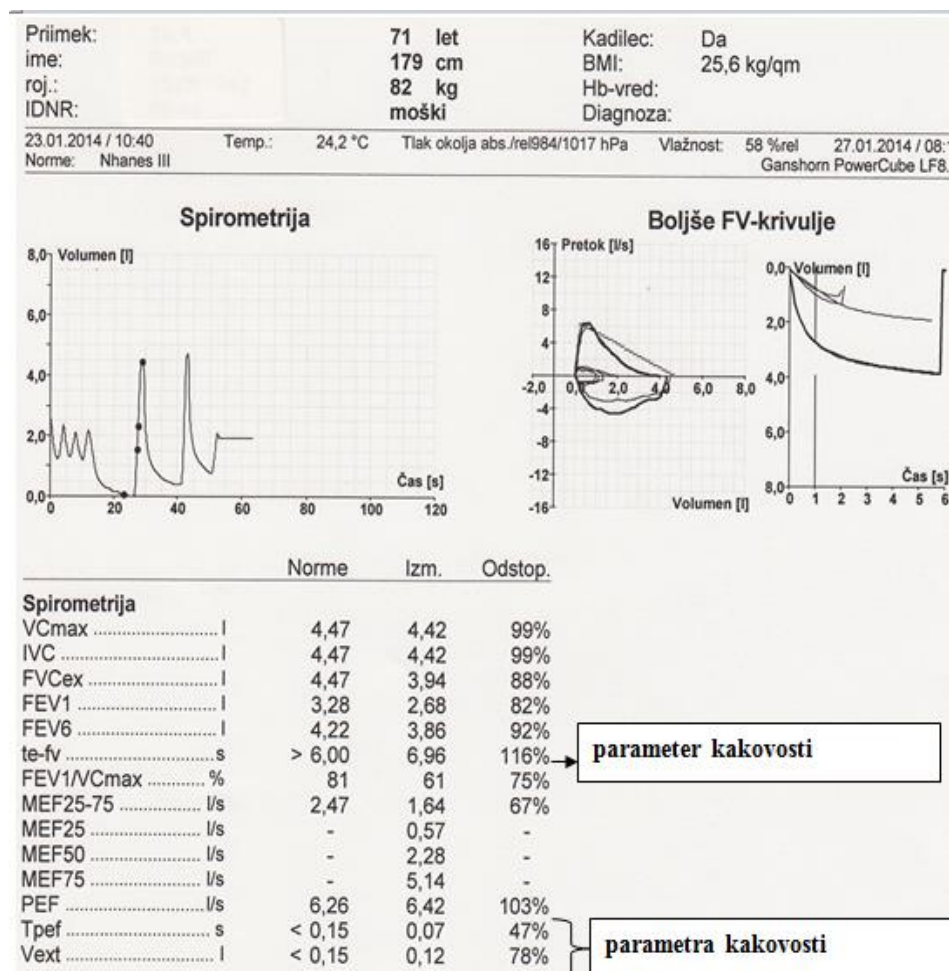 Priimek: 71 let Kadilec: Da
ime: 179 cm BMI: 25,6 kg/qm
roj.: 82 kg Hb-vred:
IDNR: moški Diagnoza:
23.01.2014 / 10:40 Temp.: 24,2 °C Tlak okolja abs./rel984/1017 hPa Vlažnost: 58 %rel 27.01.2014 / 08:1
Norme: Nhanes III Ganshorn PowerCube LF8.
Spirometrija
8,0 Volumen [l]
6,0
4,0
2,0
0,0
0 20 40 60 80 100 120
Čas [s]
Boljše FV-krivulje
16 Pretok [l/s]
12
8
4
-2,0 0,0 2,0 4,0 6,0 8,0
-4
-8
-12
-16
Volumen [l]
0,0 Volumen [l]
2,0
4,0
6,0
8,0
Čas [s]
0 1 2 3 4 5 6
Norme Izm. Odstop.
Spirometrija
VCmax ........................ l 4,47 4,42 99%
IVC ........................ l 4,47 4,42 99%
FVCex ........................ l 4,47 3,94 88%
FEV1 ........................ l 3,28 2,68 82%
FEV6 ........................ l 4,22 3,86 92%
te-fv ........................ s > 6,00 6,96 116%
parameter kakovosti
FEV1/VCmax ........... % 81 61 75%
MEF25-75 ................ l/s 2,47 1,64 67%
MEF25 ..................... l/s - 0,57 -
MEF50 ..................... l/s - 2,28 -
MEF75 ..................... l/s - 5,14 -
PEF ......................... l/s 6,26 6,42 103%
Tpef ......................... s < 0,15 0,07 47%
Vext ......................... l < 0,15 0,12 78%
parametra kakovosti